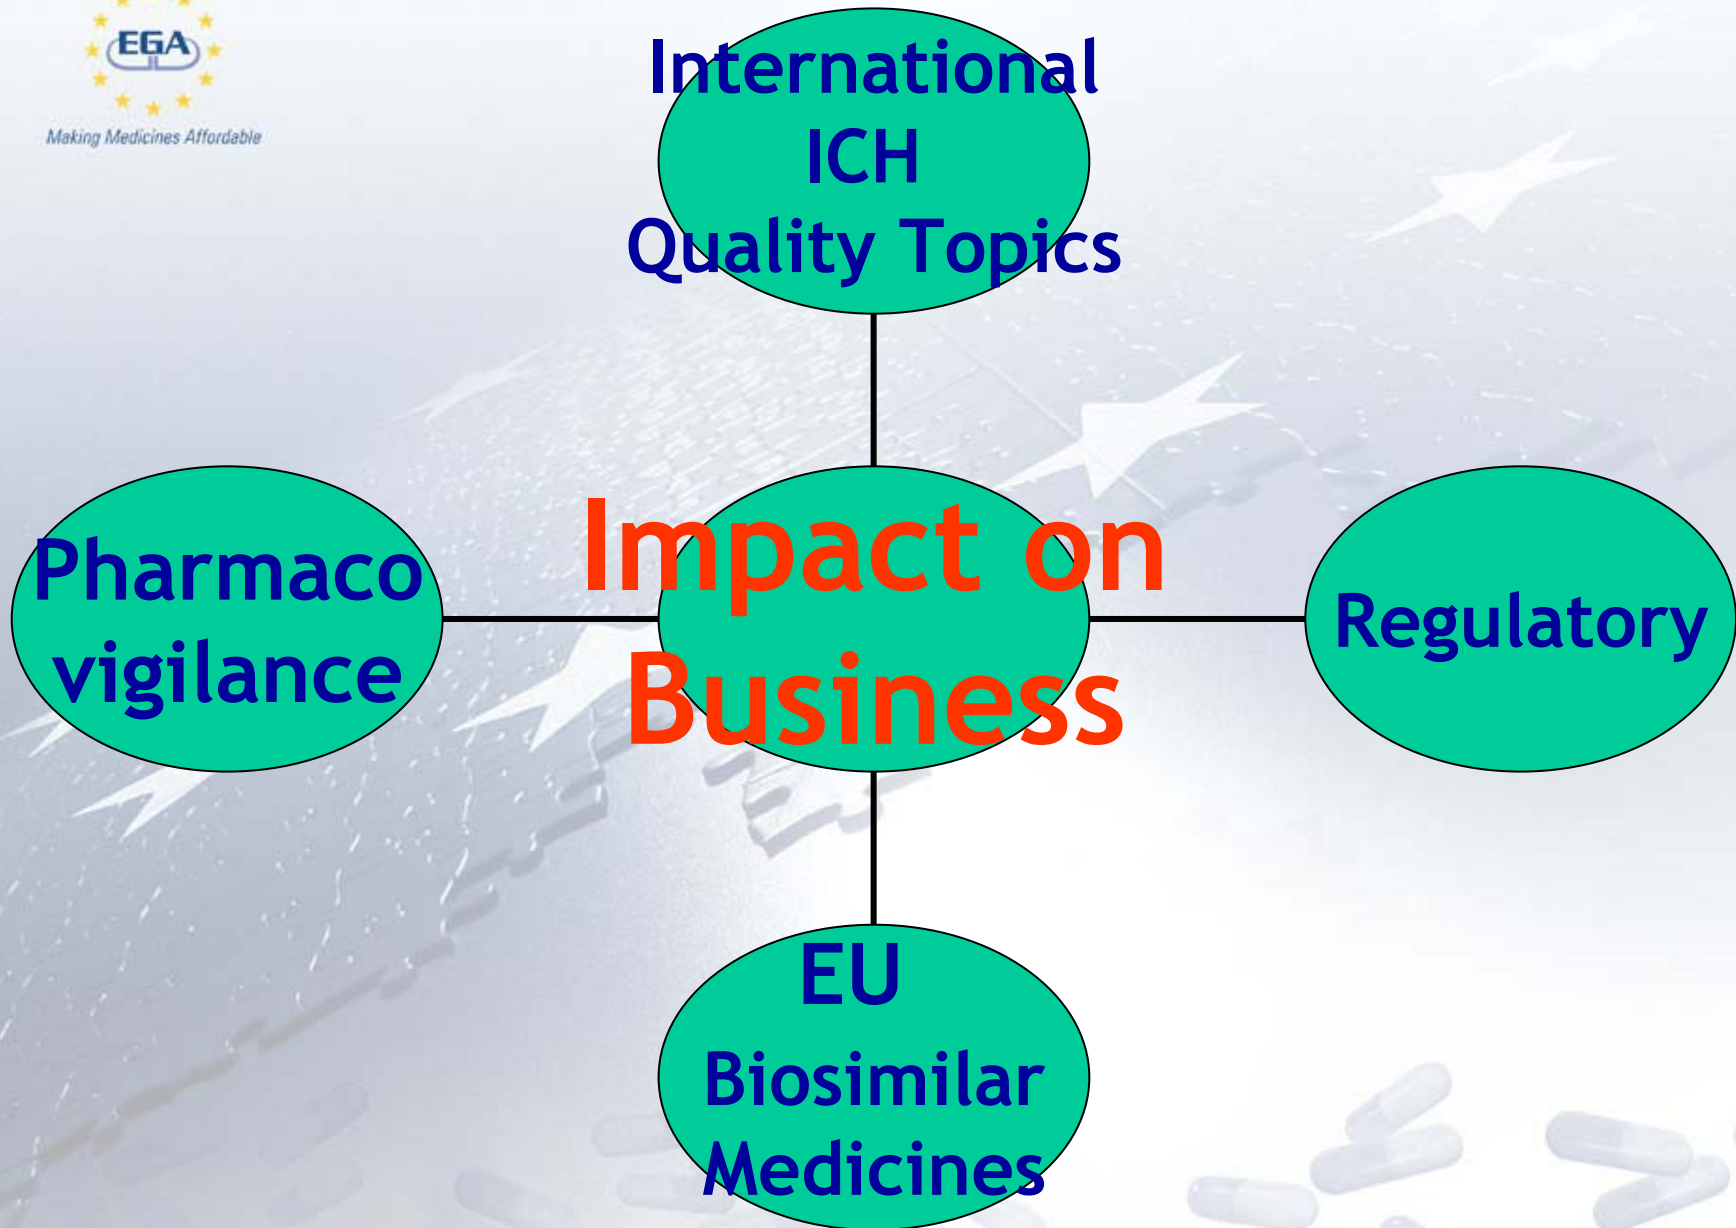 EGA
Making Medicines Affordable
International
ICH
Quality Topics
Pharmaco
vigilance
Impact on
Business
Regulatory
EU
Biosimilar
Medicines